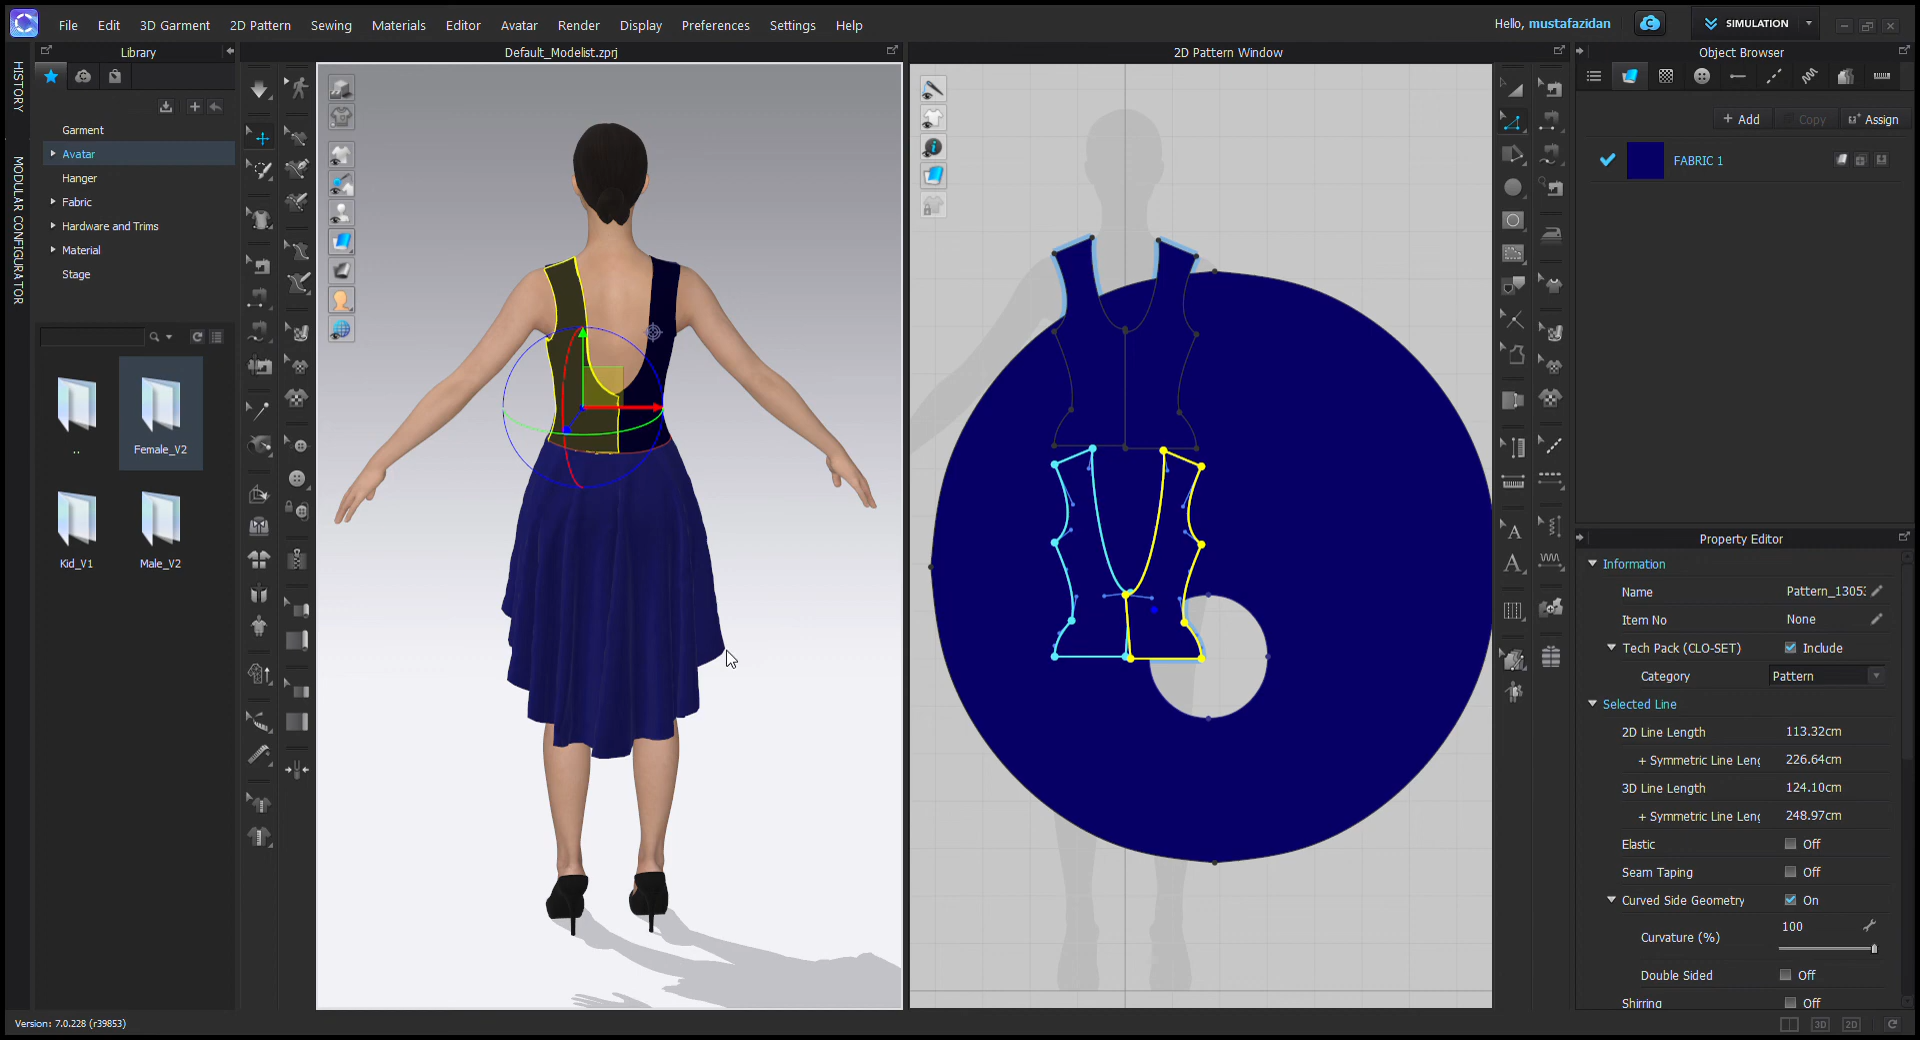 File Edit 3D Garment 2D Pattern Sewing Materials Editor Avatar Render Display Preferences Settings Help
Hello, mustafazidan
SIMULATION
Library
Default_Modelist.zprj
2D Pattern Window
Object Browser
HISTORY
MODULAR CONFIGURATOR
Garment
Avatar
Hanger
Fabric
Hardware and Trims
Material
Stage
..
Female_V2
Kid_V1
Male_V2
+ Add
Copy
Assign
FABRIC 1
Property Editor
Information
Name Pattern_1305
Item No None
Tech Pack (CLO-SET) Include
Category Pattern
Selected Line
2D Line Length 113.32cm
+ Symmetric Line Leng 226.64cm
3D Line Length 124.10cm
+ Symmetric Line Leng 248.97cm
Elastic Off
Seam Taping Off
Curved Side Geometry On
Curvature (%) 100
Double Sided Off
Shirring Off
Version: 7.0.228 (r39853)
3D
2D